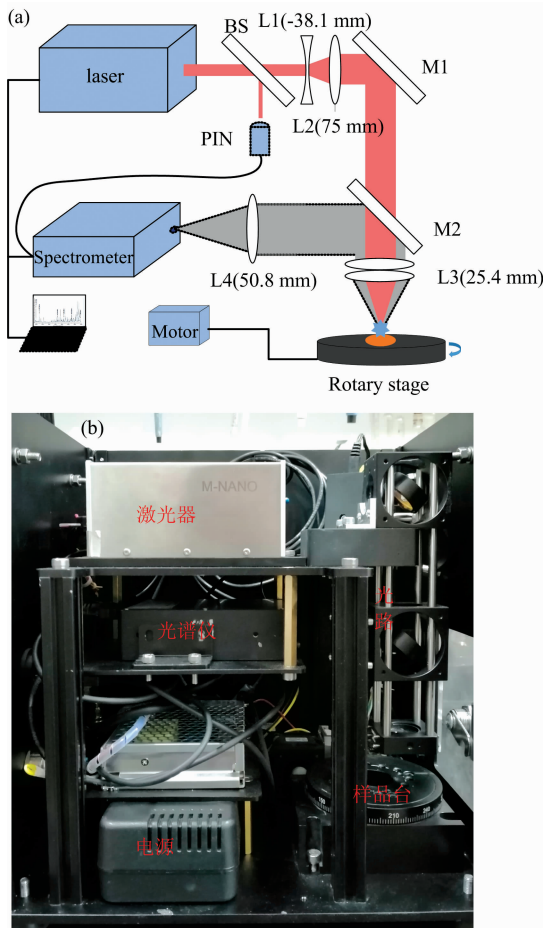 (a)
BS
L1(-38.1 mm)
laser
M1
L2(75 mm)
PIN
M2
Spectrometer
L4(50.8 mm)
L3(25.4 mm)
Motor
Rotary stage
(b)
M-NANO
激光器
光路
光谱仪
样品台
210
电源